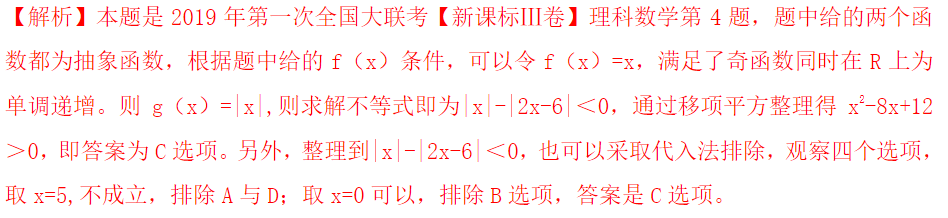 【解析】本题是 2019 年第一次全国大联考【新课标Ⅲ卷】理科数学第 4 题，题中给的两个函
数都为抽象函数，根据题中给的 f（x）条件，可以令 f（x）=x，满足了奇函数同时在 R 上为
单调递增。则 g（x）=|x|,则求解不等式即为|x|-|2x-6|＜0，通过移项平方整理得 x²-8x+12
＞0，即答案为 C 选项。另外，整理到|x|-|2x-6|＜0，也可以采取代入法排除，观察四个选项，
取 x=5,不成立，排除 A 与 D；取 x=0 可以，排除 B 选项，答案是 C 选项。